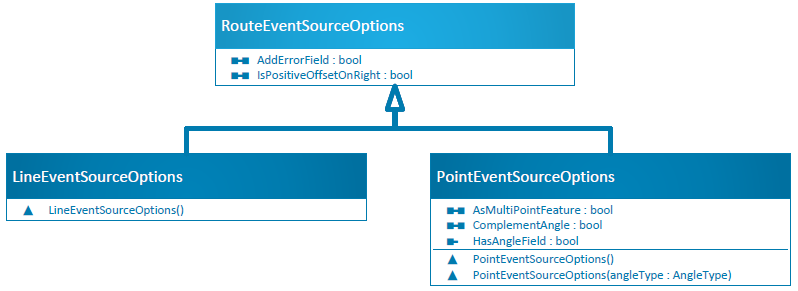 RouteEventSourceOptions
AddErrorField : bool
IsPositiveOffsetOnRight : bool
LineEventSourceOptions
LineEventSourceOptions()
PointEventSourceOptions
AsMultiPointFeature : bool
ComplementAngle : bool
HasAngleField : bool
PointEventSourceOptions()
PointEventSourceOptions(angleType : AngleType)